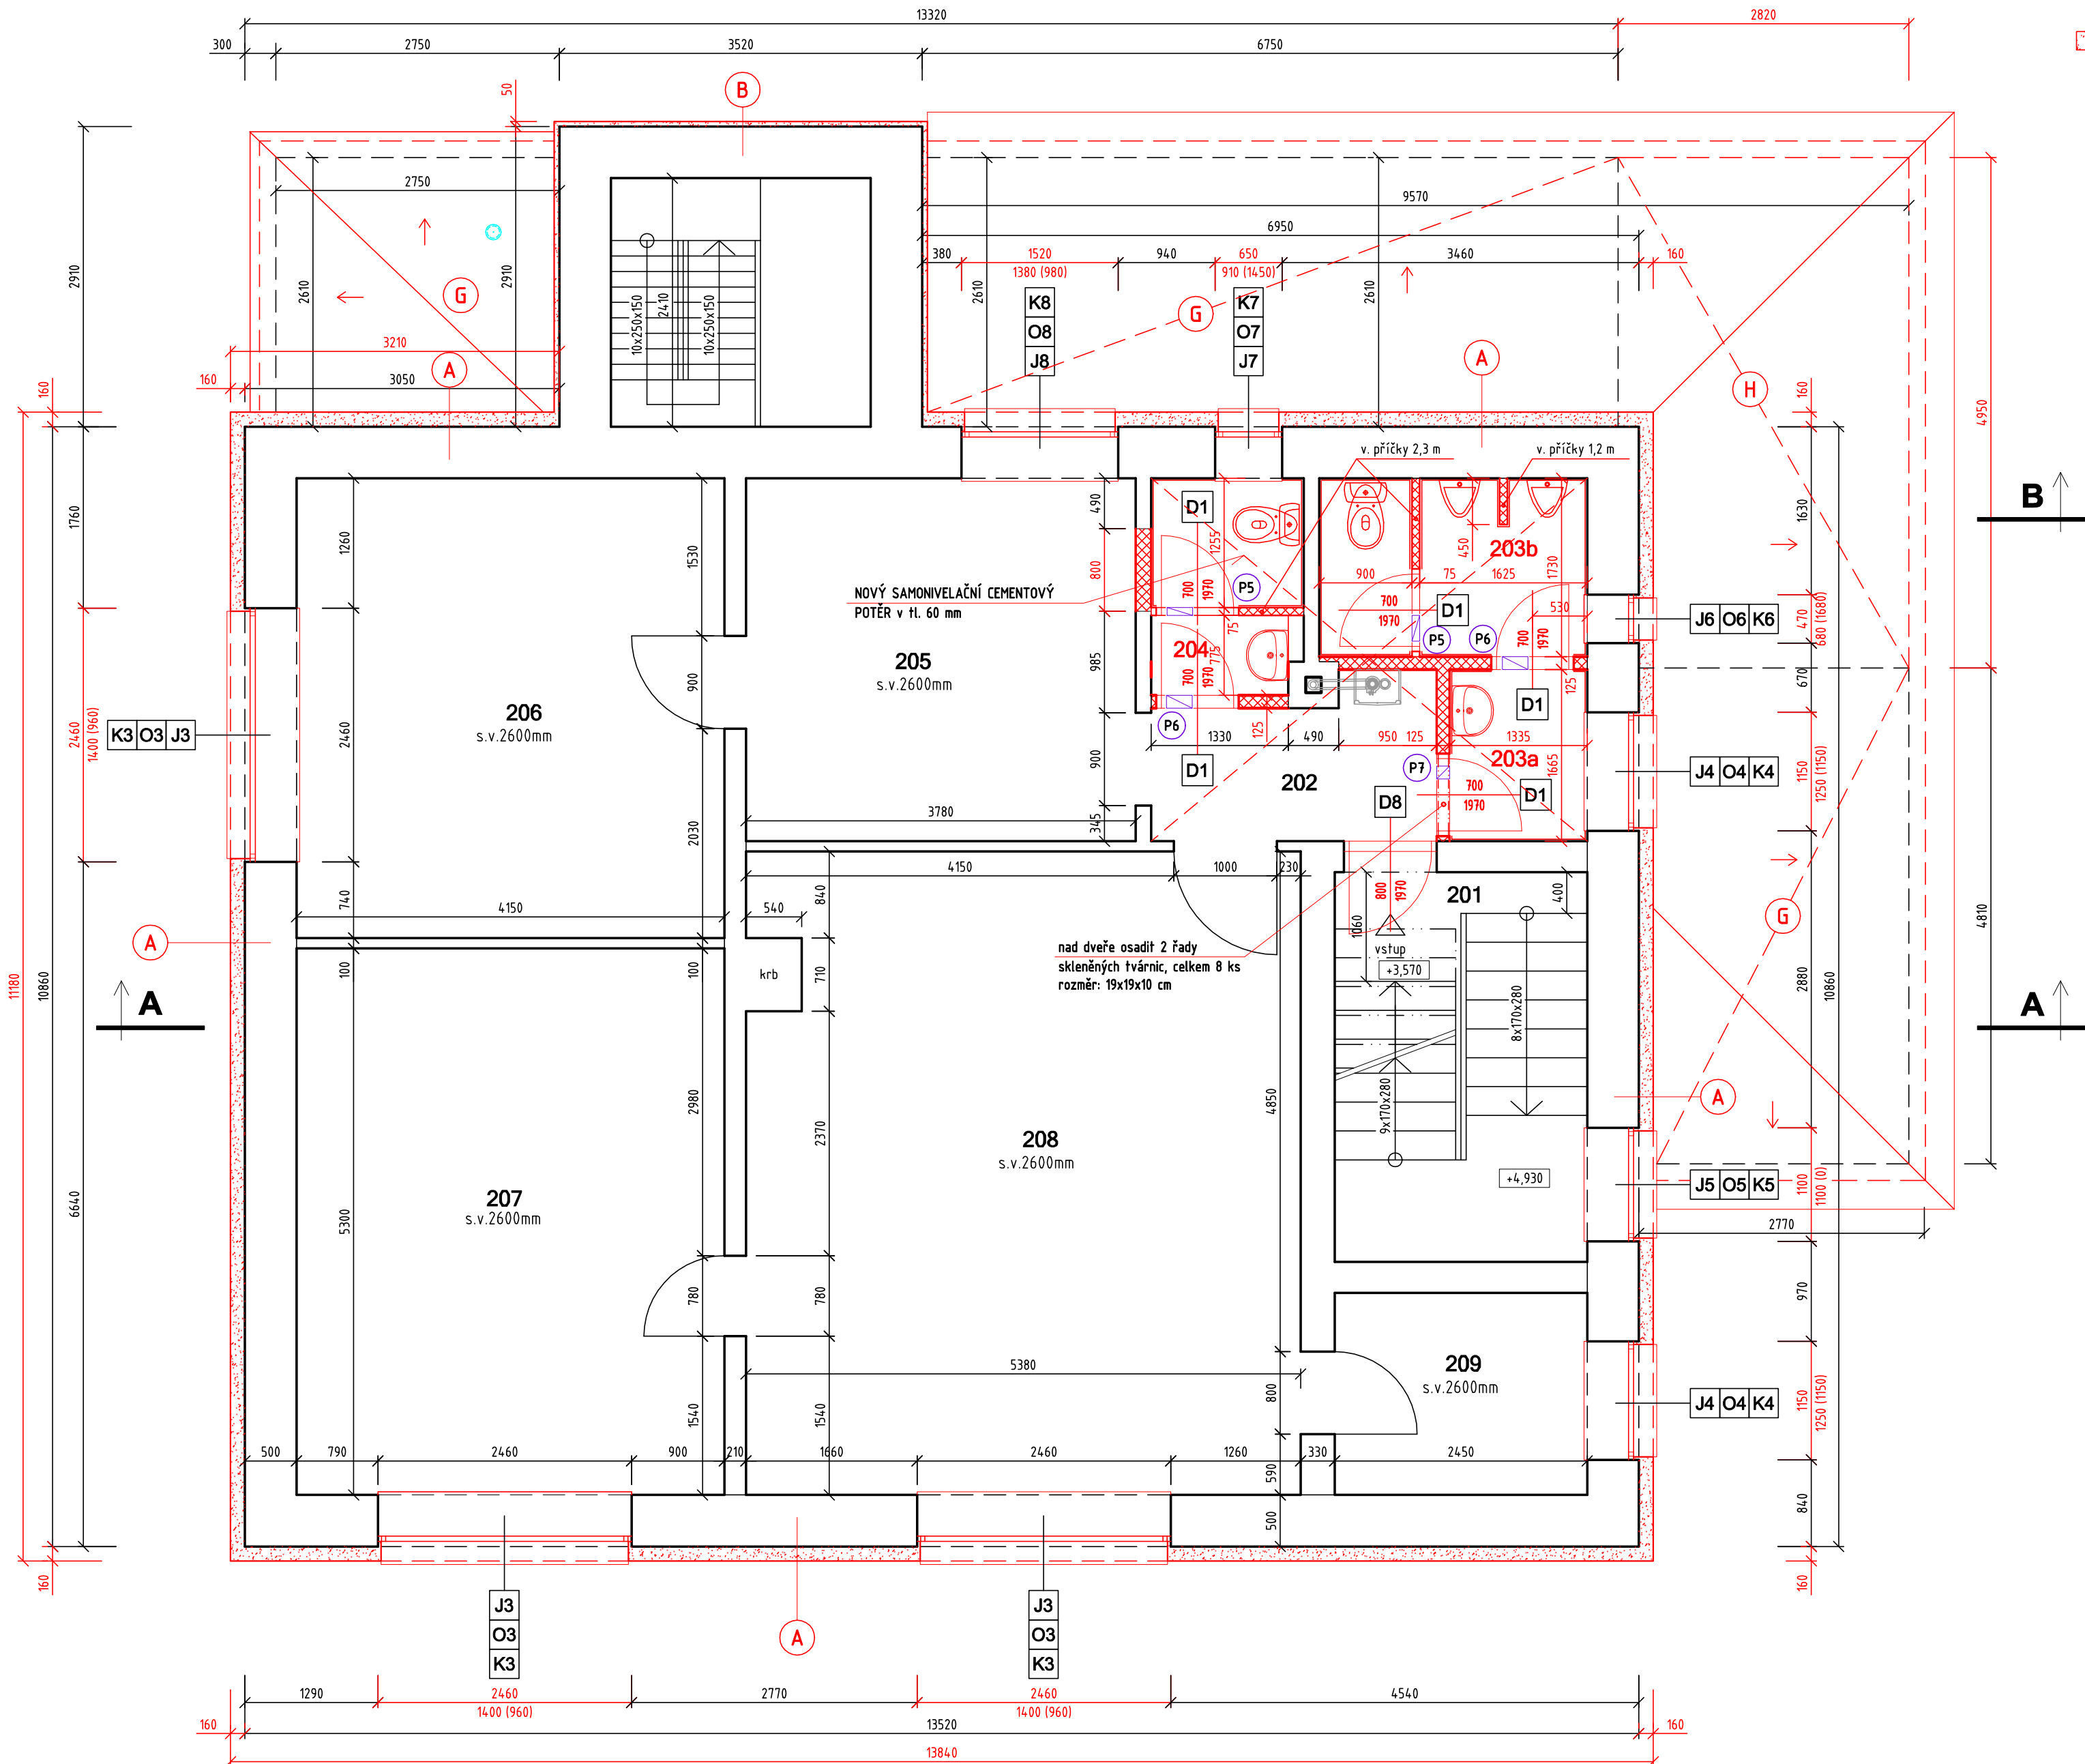 13320
2820
300
2750
3520
6750
50
B
2750
9570
6950
380
1520
1380 (980)
940
650
910 (1450)
3460
160
2910
2610
2910
10x250x150
2410
10x250x150
2610
2610
G
G
H
K8
O8
J8
K7
O7
J7
3210
A
A
160
3050
160
160
4950
v. příčky 2,3 m
v. příčky 1,2 m
B
1760
1260
1530
490
D1
1255
450
203b
1730
1630
800
900
75
1625
NOVÝ SAMONIVELAČNÍ CEMENTOVÝ
POTĚR v tl. 60 mm
700
1970
P5
700
1970
D1
530
J6 O6 K6
470
680 (1680)
75
P5
P6
700
1970
204
775
985
205
s.v.2600mm
700
1970
125
670
900
206
s.v.2600mm
D1
K3 O3 J3
2460
1400 (960)
2460
P6
125
1330
490
950
125
1335
203a
1665
900
D1
202
P7
700
1970
D1
J4 O4 K4
1150
1250 (1150)
D8
2030
3780
345
4150
1000
230
840
201
400
740
4150
540
800
1970
1060
A
100
100
krb
710
nad dveře osadit 2 řady
skleněných tvárnic, celkem 8 ks
rozměr: 19x19x10 cm
vstup
+3,570
G
4810
11180
10860
A
2880
10860
A
8x170x280
9x170x280
A
2980
2370
4850
208
s.v.2600mm
207
s.v.2600mm
5300
6640
+4,930
J5 O5 K5
1100
1100 (0)
2770
780
780
970
5380
209
s.v.2600mm
800
J4 O4 K4
1150
1250 (1150)
1540
1540
500
790
2460
900
210
1660
2460
1260
330
2450
590
500
840
160
160
J3
O3
K3
A
J3
O3
K3
1290
2460
1400 (960)
2770
2460
1400 (960)
4540
160
13520
160
13840